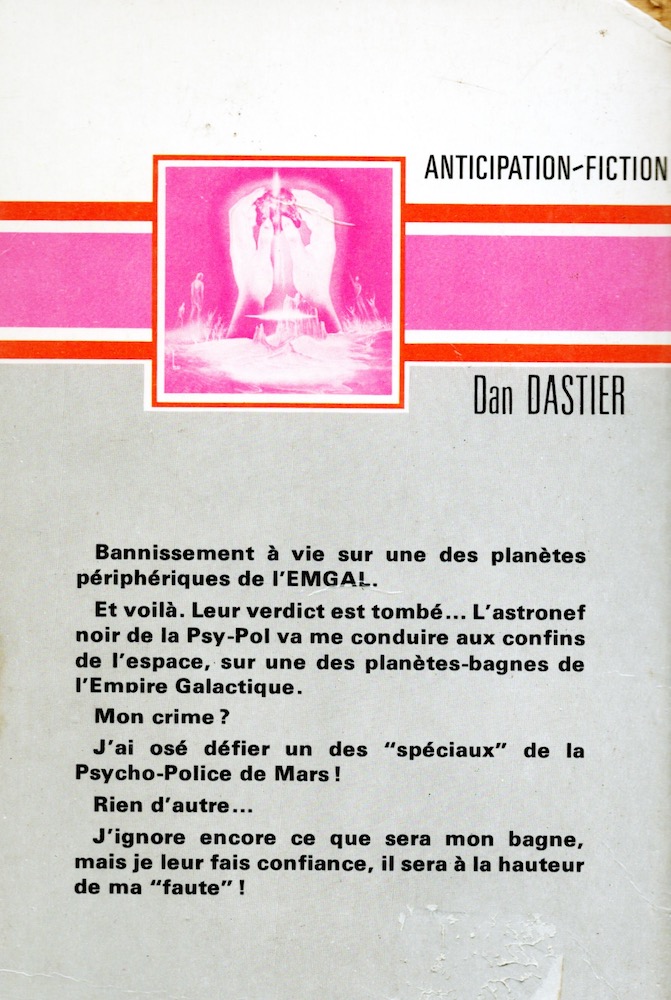 ANTICIPATION-FICTION
Dan DASTIER
Bannissement à vie sur une des planètes
périphériques de l'EMGAL.
Et voilà. Leur verdict est tombé... L'astronef
noir de la Psy-Pol va me conduire aux confins
de l'espace, sur une des planètes-bagnes de
l'Empire Galactique.
Mon crime ?
J'ai osé défier un des "spéciaux" de la
Psycho-Police de Mars !
Rien d'autre...
J'ignore encore ce que sera mon bagne,
mais je leur fais confiance, il sera à la hauteur
de ma "faute" !